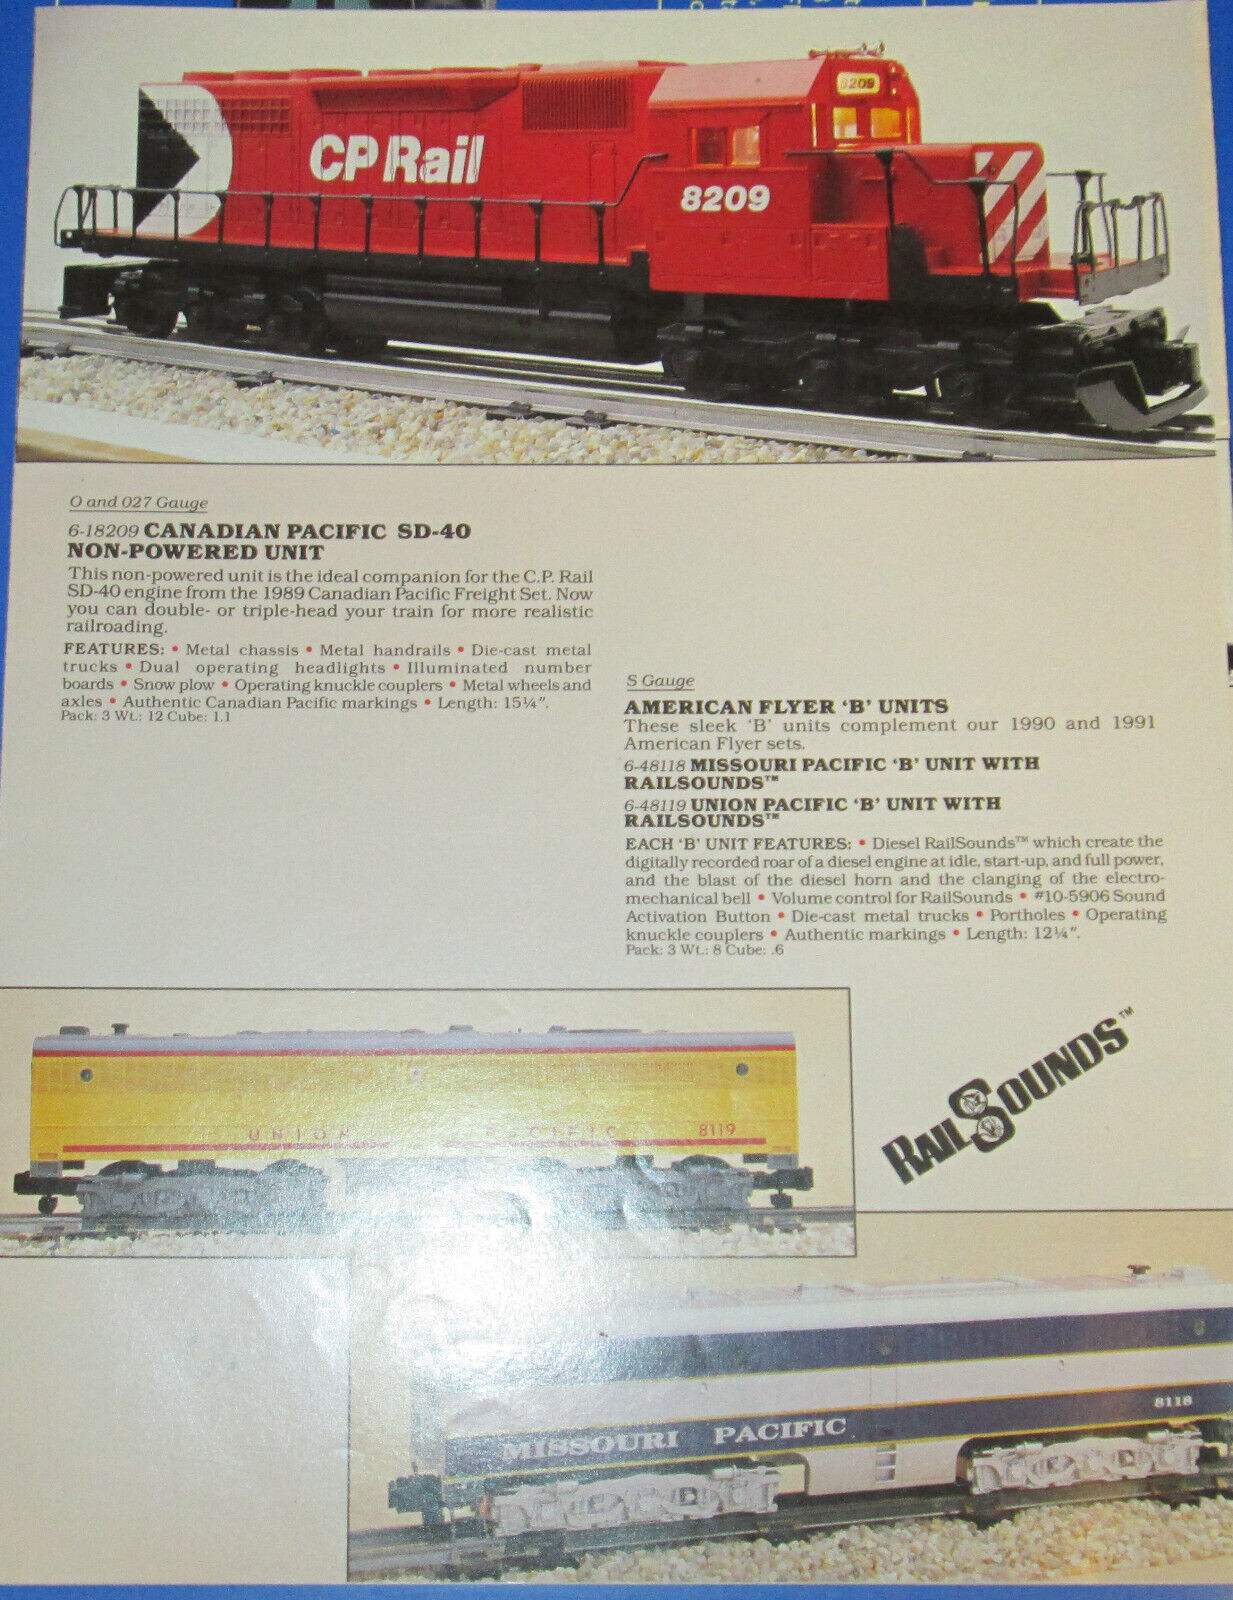 8209
CP Rail
8209
O and 027 Gauge
6-18209 CANADIAN PACIFIC SD-40
NON-POWERED UNIT
This non-powered unit is the ideal companion for the C.P. Rail
SD-40 engine from the 1989 Canadian Pacific Freight Set. Now
you can double- or triple-head your train for more realistic
railroading.
FEATURES: • Metal chassis • Metal handrails • Die-cast metal
trucks • Dual operating headlights • Illuminated number
boards • Snow plow • Operating knuckle couplers • Metal wheels and
axles • Authentic Canadian Pacific markings • Length: 15¼″.
Pack: 3 Wt.: 12 Cube: 1.1
S Gauge
AMERICAN FLYER ‘B’ UNITS
These sleek ‘B’ units complement our 1990 and 1991
American Flyer sets.
6-48118 MISSOURI PACIFIC ‘B’ UNIT WITH
RAILSOUNDS™
6-48119 UNION PACIFIC ‘B’ UNIT WITH
RAILSOUNDS™
EACH ‘B’ UNIT FEATURES: • Diesel RailSounds™ which create the
digitally recorded roar of a diesel engine at idle, start-up, and full power,
and the blast of the diesel horn and the clanging of the electro-
mechanical bell • Volume control for RailSounds • #10-5906 Sound
Activation Button • Die-cast metal trucks • Portholes • Operating
knuckle couplers • Authentic markings • Length: 12¼″.
Pack: 3 Wt.: 8 Cube: .6
UNION PACIFIC 8119
RAILSOUNDS™
8118
MISSOURI PACIFIC